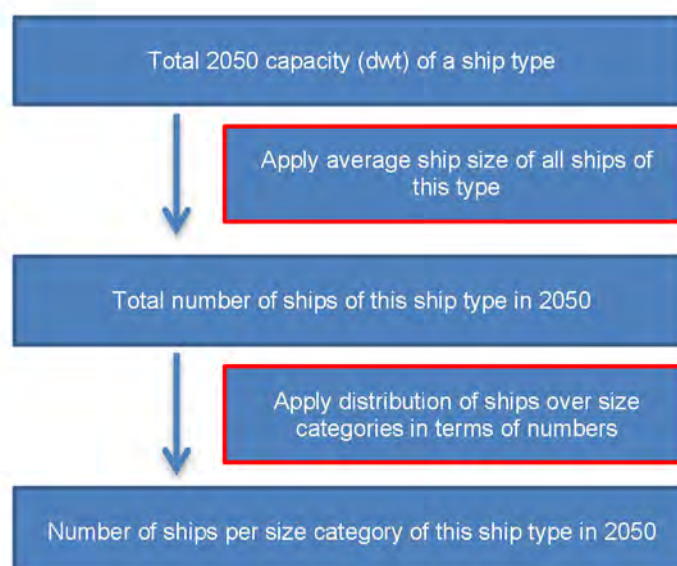 Total 2050 capacity (dwt) of a ship type
Apply average ship size of all ships of
this type
Total number of ships of this ship type in 2050
Apply distribution of ships over size
categories in terms of numbers
Number of ships per size category of this ship type in 2050